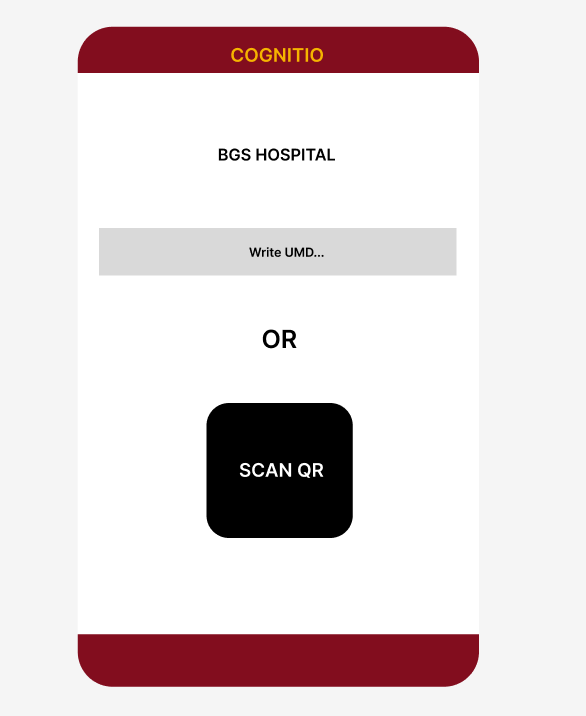 COGNITIO
BGS HOSPITAL
Write UMD...
OR
SCAN QR